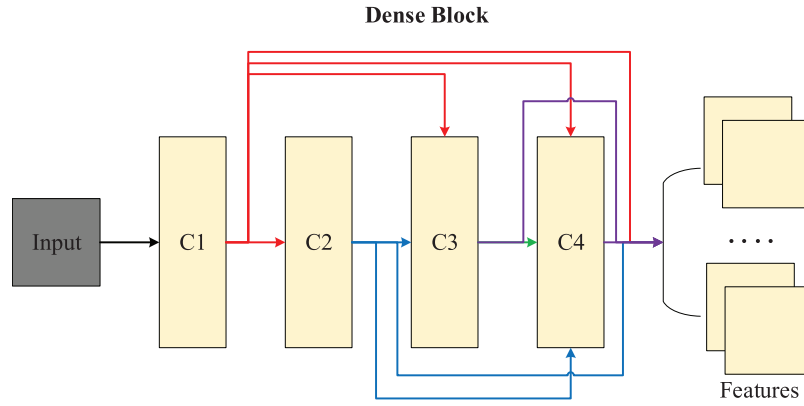 Dense Block
Input
C1
C2
C3
C4
....
Features